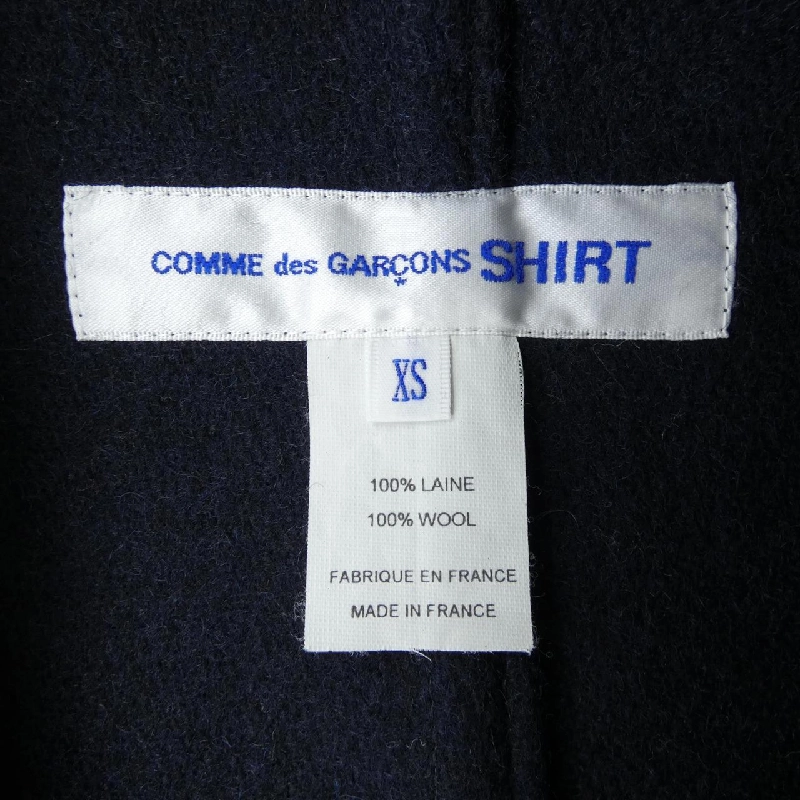 COMME des GARÇONS SHIRT
XS
100% LAINE
100% WOOL
FABRIQUE EN FRANCE
MADE IN FRANCE